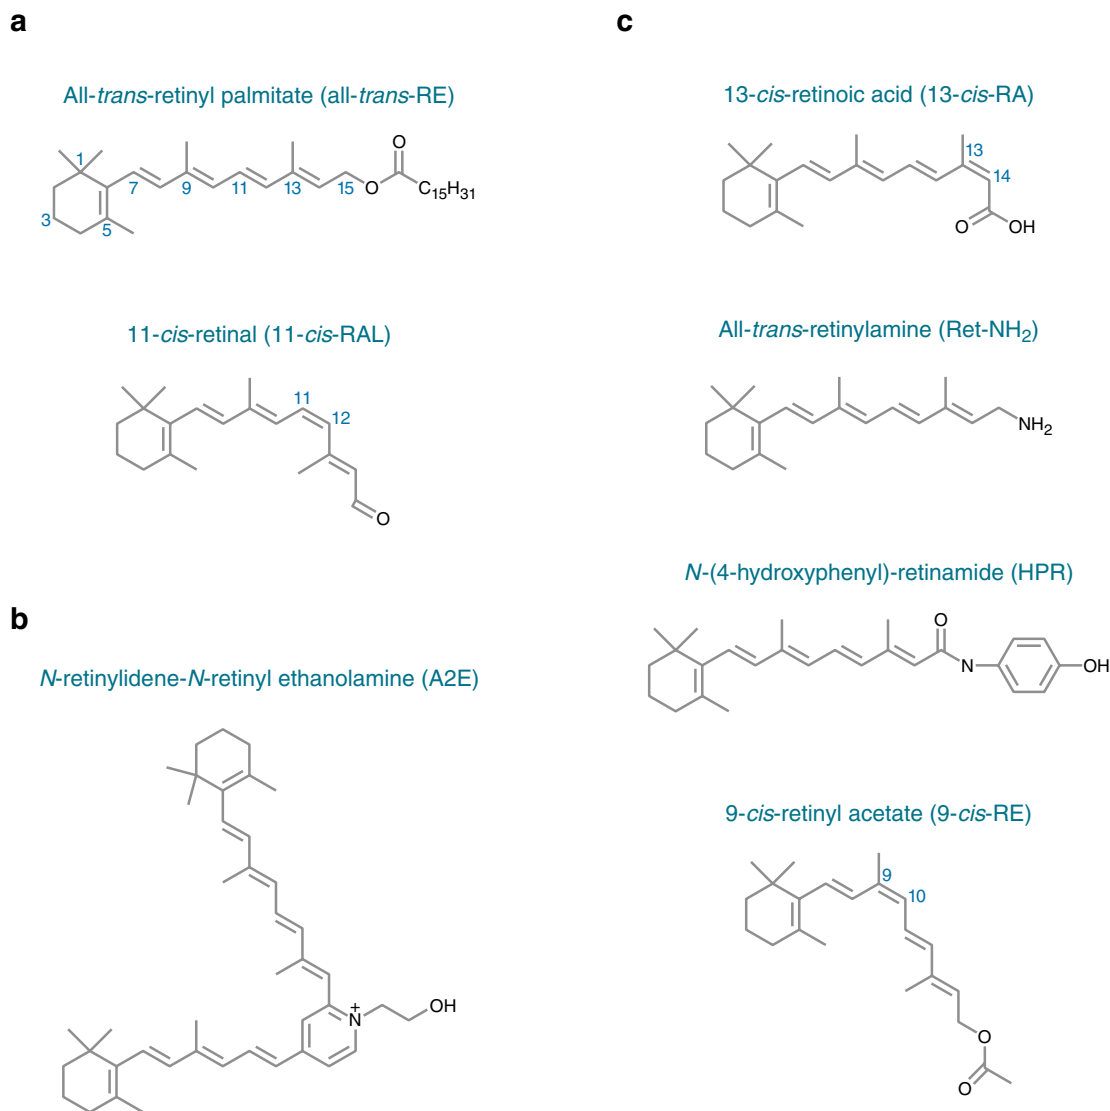 a
All-trans-retinyl palmitate (all-trans-RE)
1
3
5
7
9
11
13
15
O
O
C15H31
11-cis-retinal (11-cis-RAL)
11
12
O
b
N-retinylidene-N-retinyl ethanolamine (A2E)
N+
OH
c
13-cis-retinoic acid (13-cis-RA)
13
14
O
OH
All-trans-retinylamine (Ret-NH2)
NH2
N-(4-hydroxyphenyl)-retinamide (HPR)
O
N
OH
9-cis-retinyl acetate (9-cis-RE)
9
10
O
O